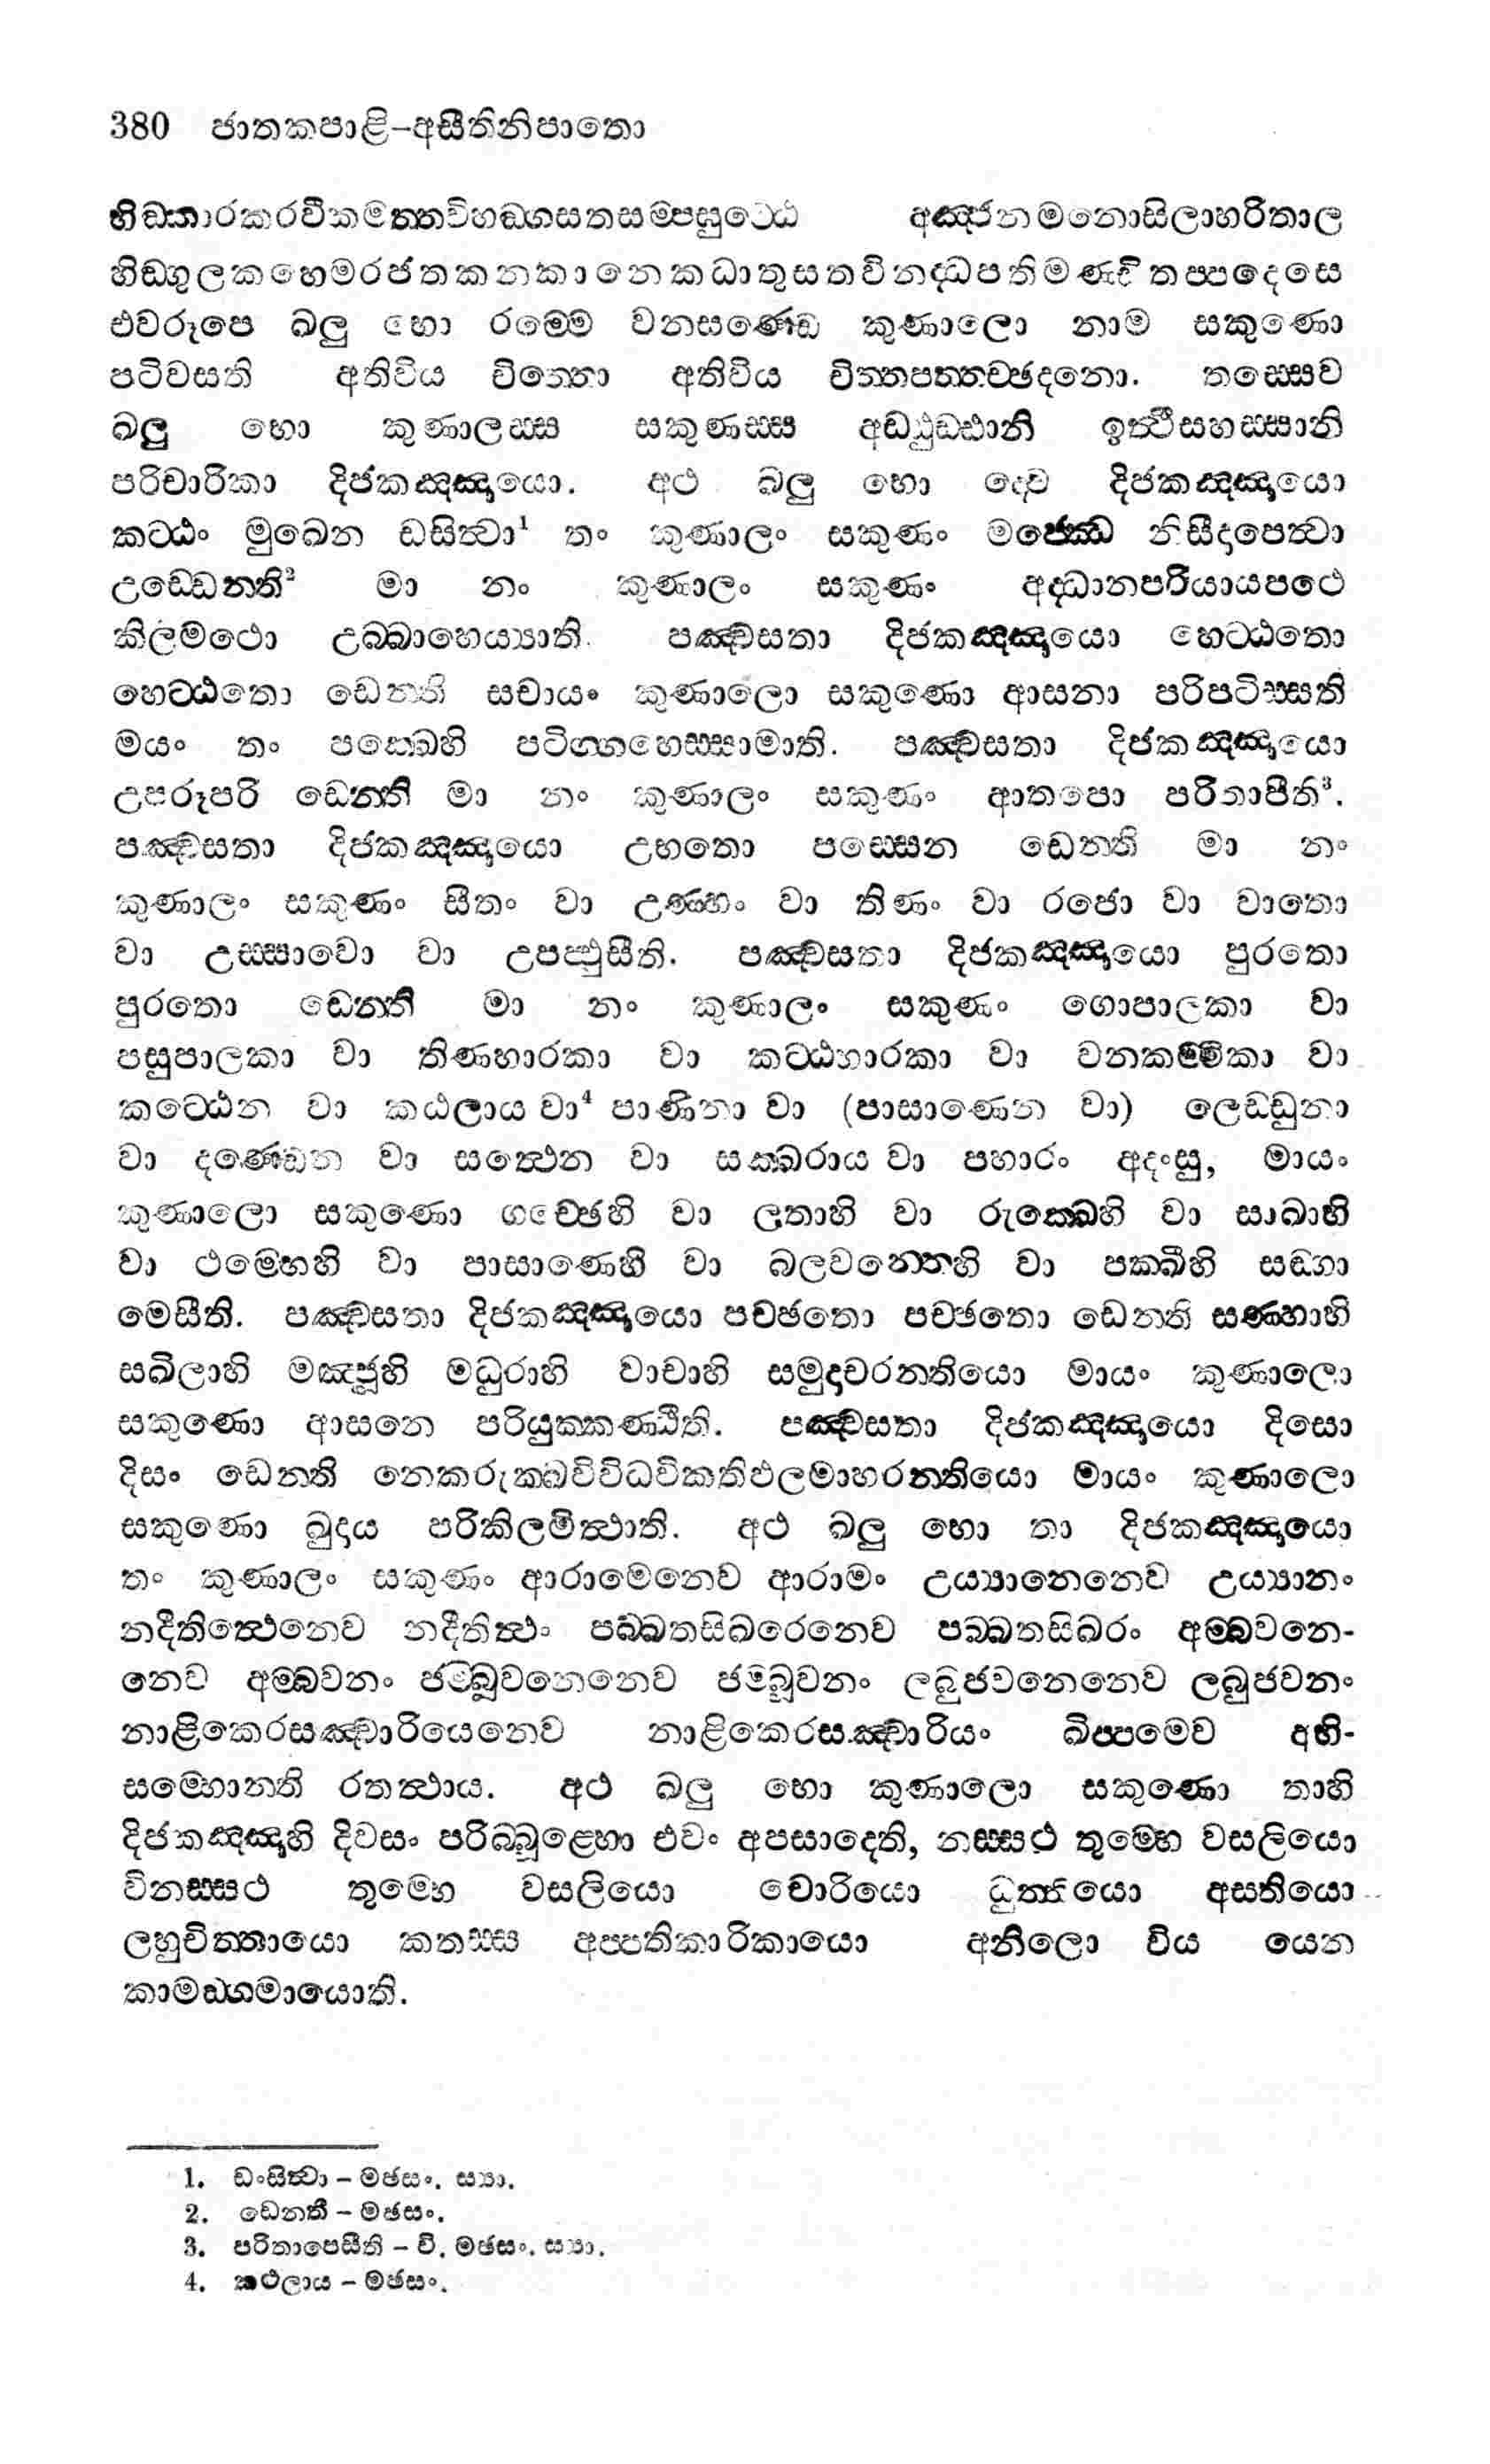 380 ජාතකපාළි-අසීතිනිපාතො
භිඞ්කාරකරවීකමත්තවිහඞ්ගසතසම්පඝුට්ඨෙ අඤ්ජනමනොසිලාහරිතාල
හිඞ්ගුලකහෙමරජතකනකානෙකධාතුසතවිනද්ධපතිමණ්ඩිතප්පදෙසෙ
එවරූපෙ ඛලු භො රම්මෙ වනසණ්ඩෙ කුණාලො නාම සකුණො
පටිවසති අතිවිය චිත්තො අතිවිය චිත්තපත්තච්ඡදනො. තස්සෙව
ඛලු භො කුණාලස්ස සකුණස්ස අඩ්ඪුඩ්ඪානි ඉත්ථීසහස්සානි
පරිචාරිකා දිජකඤ්ඤායො. අථ ඛලු භො ද්වෙ දිජකඤ්ඤායො
කට්ඨං මුඛෙන ඩසිත්වා¹ තං කුණාලං සකුණං මජ්ඣෙ නිසීදාපෙත්වා
උඩ්ඩෙන්ති² මා නං කුණාලං සකුණං අද්ධානපරියායපථෙ
කිලමථො උබ්බාහෙය්‍යාති. පඤ්චසතා දිජකඤ්ඤායො හෙට්ඨතො
හෙට්ඨතො ඩෙන්ති සචායං කුණාලො සකුණො ආසනා පරිපටිස්සති
මයං තං පක්ඛෙහි පටිග්ගහෙස්සාමාති. පඤ්චසතා දිජකඤ්ඤායො
උපරූපරි ඩෙන්ති මා නං කුණාලං සකුණං ආතපො පරිතාපීති³.
පඤ්චසතා දිජකඤ්ඤායො උභතො පස්සෙන ඩෙන්ති මා නං
කුණාලං සකුණං සීතං වා උණ්හං වා තිණං වා රජො වා වාතො
වා උස්සාවො වා උපප්ඵුසීති. පඤ්චසතා දිජකඤ්ඤායො පුරතො
පුරතො ඩෙන්ති මා නං කුණාලං සකුණං ගොපාලකා වා
පසුපාලකා වා තිණහාරකා වා කට්ඨහාරකා වා වනකම්මිකා වා
කට්ඨෙන වා කඨලාය වා⁴ පාණිනා වා (පාසාණෙන වා) ලෙඩ්ඩුනා
වා දණ්ඩෙන වා සත්ථෙන වා සක්ඛරාය වා පහාරං අදංසු, මායං
කුණාලො සකුණො ගච්ඡෙහි වා ලතාහි වා රුක්ඛෙහි වා සාඛාහි
වා ථම්භෙහි වා පාසාණෙහි වා බලවන්තෙහි වා පක්ඛීහි සඞ්ගා
මෙසීති. පඤ්චසතා දිජකඤ්ඤායො පච්ඡතො පච්ඡතො ඩෙන්ති සණ්හාහි
සඛිලාහි මඤ්ජූහි මධුරාහි වාචාහි සමුදාචරන්තියො මායං කුණාලො
සකුණො ආසනෙ පරියුක්කණ්ඨීති. පඤ්චසතා දිජකඤ්ඤායො දිසො
දිසං ඩෙන්ති නෙකරුක්ඛවිවිධවිකතිඵලමාහරන්තියො මායං කුණාලො
සකුණො ඛුදාය පරිකිලමිත්ථාති. අථ ඛලු භො තා දිජකඤ්ඤායො
තං කුණාලං සකුණං ආරාමෙනෙව ආරාමං උය්‍යානෙනෙව උය්‍යානං
නදීතිත්ථෙනෙව නදීතිත්ථං පබ්බතසිඛරෙනෙව පබ්බතසිඛරං අම්බවනෙ-
නෙව අම්බවනං ජම්බූවනෙනෙව ජම්බූවනං ලබුජවනෙනෙව ලබුජවනං
නාළිකෙරසඤ්චාරියෙනෙව නාළිකෙරසඤ්චාරියං ඛිප්පමෙව අභි-
සම්හොන්ති රතත්ථාය. අථ ඛලු භො කුණාලො සකුණො තාහි
දිජකඤ්ඤාහි දිවසං පරිබ්බූළ්හො එවං අපසාදෙති, නස්සථ තුම්හෙ වසලියො
විනස්සථ තුම්හෙ වසලියො චොරියො ධුත්තියො අසතියො
ලහුචිත්තායො කතස්ස අප්පතිකාරිකායො අනිලො විය යෙන
කාමඞ්ගමායොති.
1. ඩංසිත්වා - මඡසං. ස්‍යා.
2. ඩෙන්තී - මඡසං.
3. පරිතාපෙසීති - වි. මඡසං. ස්‍යා.
4. කථලාය - මඡසං.